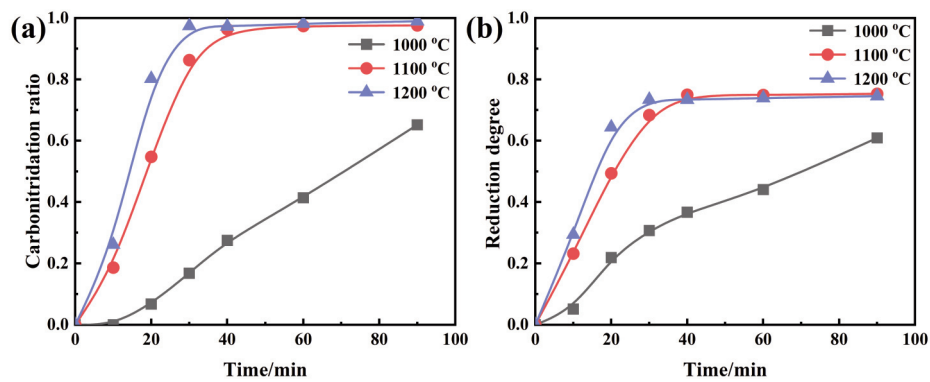 (a)
1.0
0.8
0.6
0.4
0.2
0.0
Carbonitridation ratio
1000 ºC
1100 ºC
1200 ºC
0 20 40 60 80 100
Time/min
(b)
1.0
0.8
0.6
0.4
0.2
0.0
Reduction degree
1000 ºC
1100 ºC
1200 ºC
0 20 40 60 80 100
Time/min